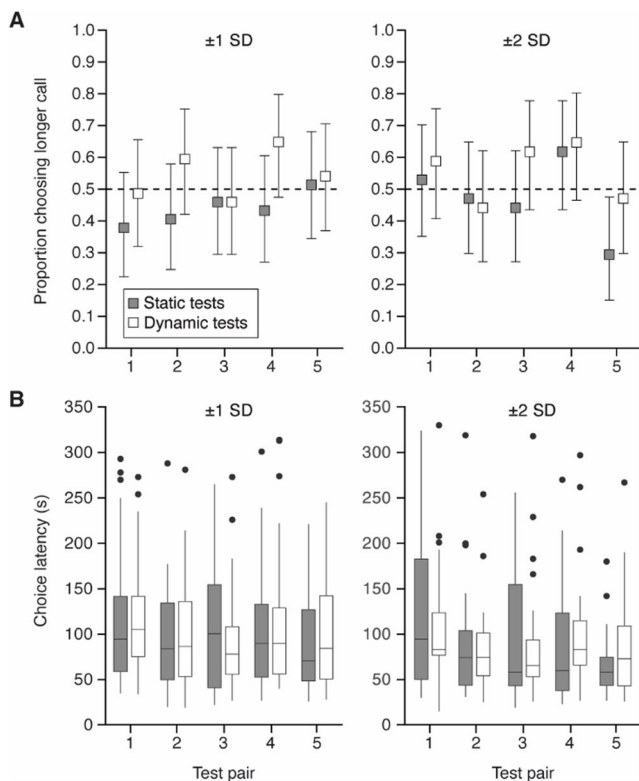 A
±1 SD
±2 SD
Proportion choosing longer call
1.0
0.9
0.8
0.7
0.6
0.5
0.4
0.3
0.2
0.1
0.0
1.0
0.9
0.8
0.7
0.6
0.5
0.4
0.3
0.2
0.1
0.0
Static tests
Dynamic tests
1 2 3 4 5
1 2 3 4 5
B
±1 SD
±2 SD
Choice latency (s)
350
300
250
200
150
100
50
0
350
300
250
200
150
100
50
0
1 2 3 4 5
1 2 3 4 5
Test pair
Test pair